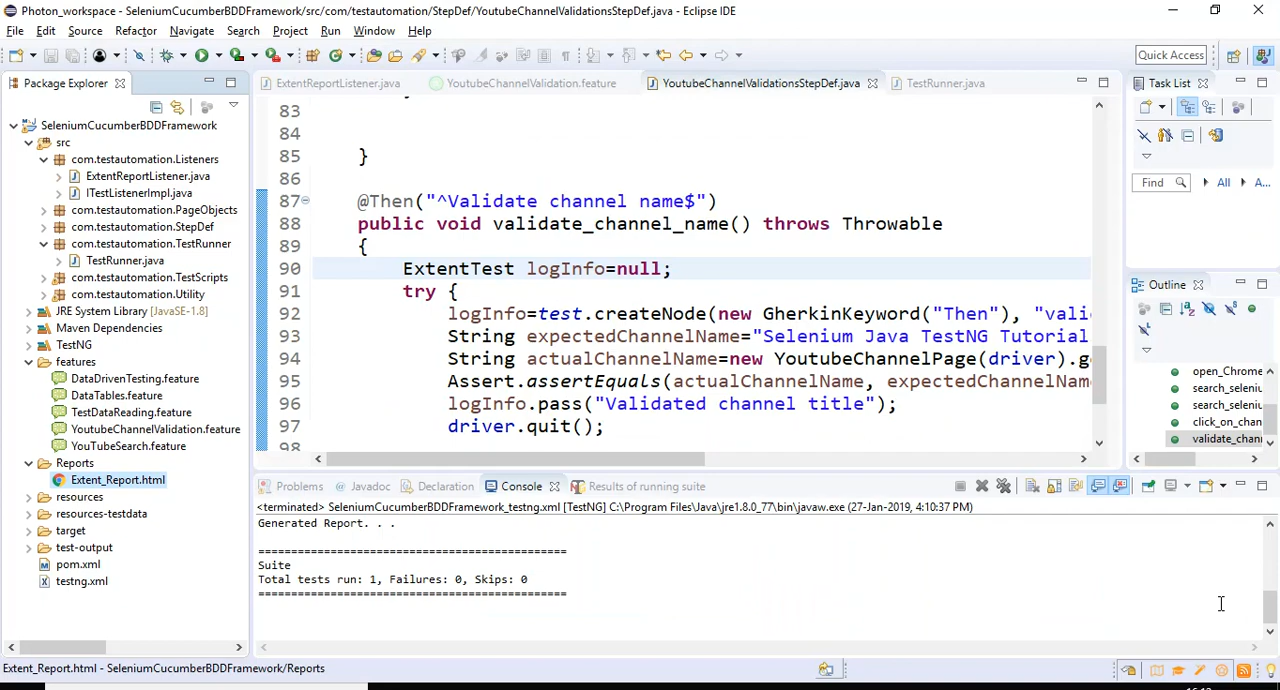 Photon_workspace - SeleniumCucumberBDDFramework/src/com/testautomation/StepDef/YoutubeChannelValidationsStepDef.java - Eclipse IDE
File Edit Source Refactor Navigate Search Project Run Window Help
Quick Access
Package Explorer
ExtentReportListener.java YoutubeChannelValidation.feature YoutubeChannelValidationsStepDef.java TestRunner.java
Task List
SeleniumCucumberBDDFramework
src
com.testautomation.Listeners
ExtentReportListener.java
ITestListenerImpl.java
com.testautomation.PageObjects
com.testautomation.StepDef
com.testautomation.TestRunner
TestRunner.java
com.testautomation.TestScripts
com.testautomation.Utility
JRE System Library [JavaSE-1.8]
Maven Dependencies
TestNG
features
DataDrivenTesting.feature
DataTables.feature
TestDataReading.feature
YoutubeChannelValidation.feature
YouTubeSearch.feature
Reports
Extent_Report.html
resources
resources-testdata
target
test-output
pom.xml
testng.xml
83
84
85 }
86
87 @Then("^Validate channel name$")
88 public void validate_channel_name() throws Throwable
89 {
90 ExtentTest logInfo=null;
91 try {
92 logInfo=test.createNode(new GherkinKeyword("Then"), "vali
93 String expectedChannelName="Selenium Java TestNG Tutorial
94 String actualChannelName=new YoutubeChannelPage(driver).g
95 Assert.assertEquals(actualChannelName, expectedChannelNam
96 logInfo.pass("Validated channel title");
97 driver.quit();
98
Find All A...
Outline
open_Chrome
search_seleniu
search_seleniu
click_on_chan
validate_chan
Problems Javadoc Declaration Console Results of running suite
<terminated> SeleniumCucumberBDDFramework_testng.xml [TestNG] C:\Program Files\Java\jre1.8.0_77\bin\javaw.exe (27-Jan-2019, 4:10:37 PM)
Generated Report. . .
===============================================
Suite
Total tests run: 1, Failures: 0, Skips: 0
===============================================
Extent_Report.html - SeleniumCucumberBDDFramework/Reports